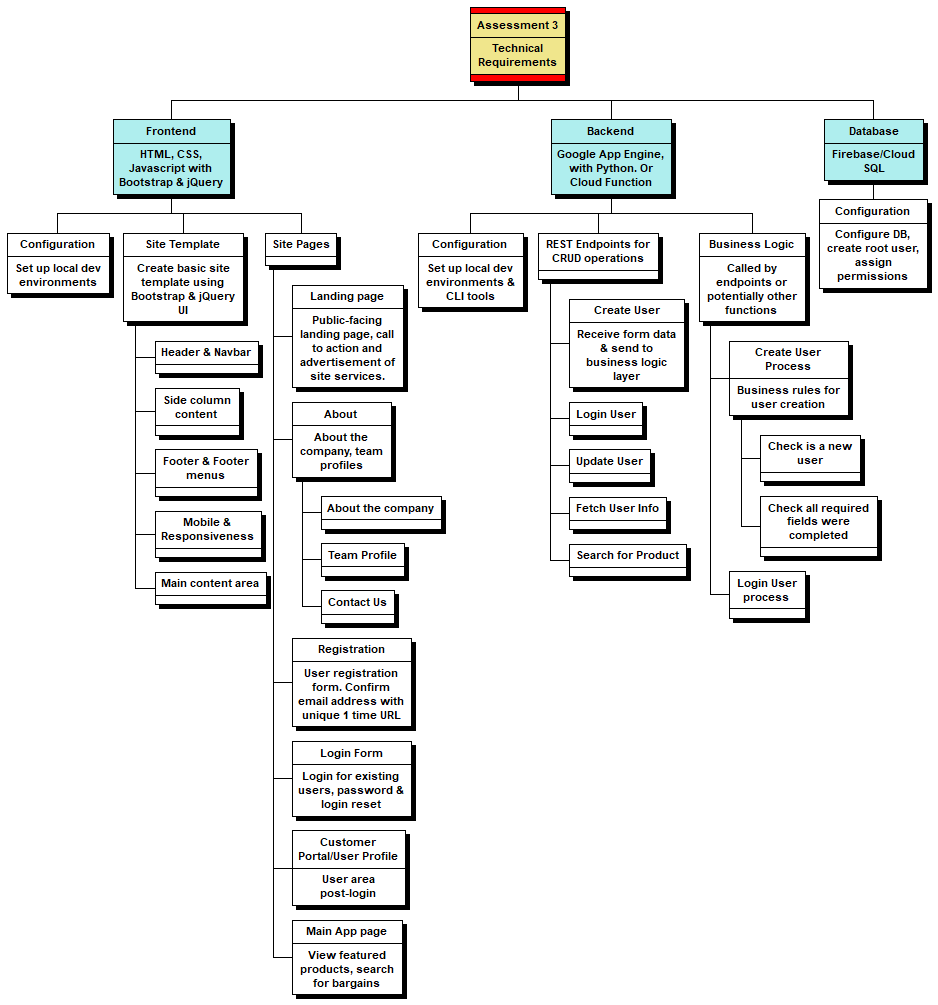 Assessment 3
Technical
Requirements
Frontend
HTML, CSS,
Javascript with
Bootstrap & jQuery
Backend
Google App Engine,
with Python. Or
Cloud Function
Database
Firebase/Cloud
SQL
Configuration
Set up local dev
environments
Site Template
Create basic site
template using
Bootstrap & jQuery
UI
Header & Navbar
Side column
content
Footer & Footer
menus
Mobile &
Responsiveness
Main content area
Site Pages
Landing page
Public-facing
landing page, call
to action and
advertisement of
site services.
About
About the
company, team
profiles
About the company
Team Profile
Contact Us
Registration
User registration
form. Confirm
email address with
unique 1 time URL
Login Form
Login for existing
users, password &
login reset
Customer
Portal/User Profile
User area
post-login
Main App page
View featured
products, search
for bargains
Configuration
Set up local dev
environments &
CLI tools
REST Endpoints for
CRUD operations
Create User
Receive form data
& send to
business logic
layer
Login User
Update User
Fetch User Info
Search for Product
Business Logic
Called by
endpoints or
potentially other
functions
Create User
Process
Business rules for
user creation
Check is a new
user
Check all required
fields were
completed
Login User
process
Configuration
Configure DB,
create root user,
assign
permissions